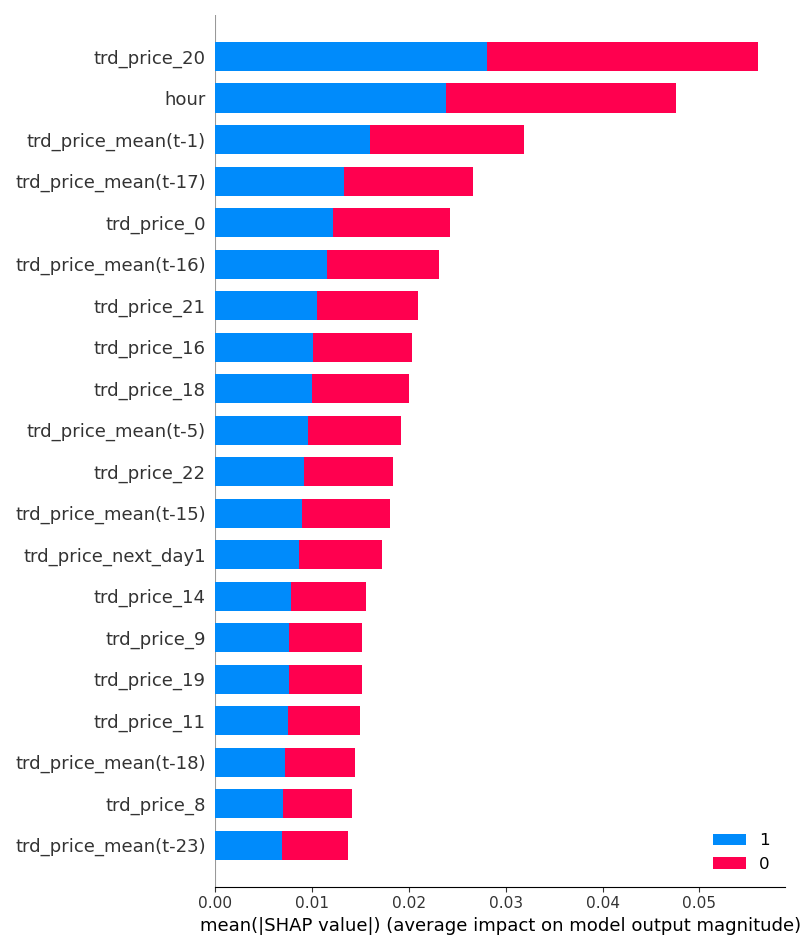 trd_price_20
hour
trd_price_mean(t-1)
trd_price_mean(t-17)
trd_price_0
trd_price_mean(t-16)
trd_price_21
trd_price_16
trd_price_18
trd_price_mean(t-5)
trd_price_22
trd_price_mean(t-15)
trd_price_next_day1
trd_price_14
trd_price_9
trd_price_19
trd_price_11
trd_price_mean(t-18)
trd_price_8
trd_price_mean(t-23)
1
0
0.00 0.01 0.02 0.03 0.04 0.05
mean(|SHAP value|) (average impact on model output magnitude)